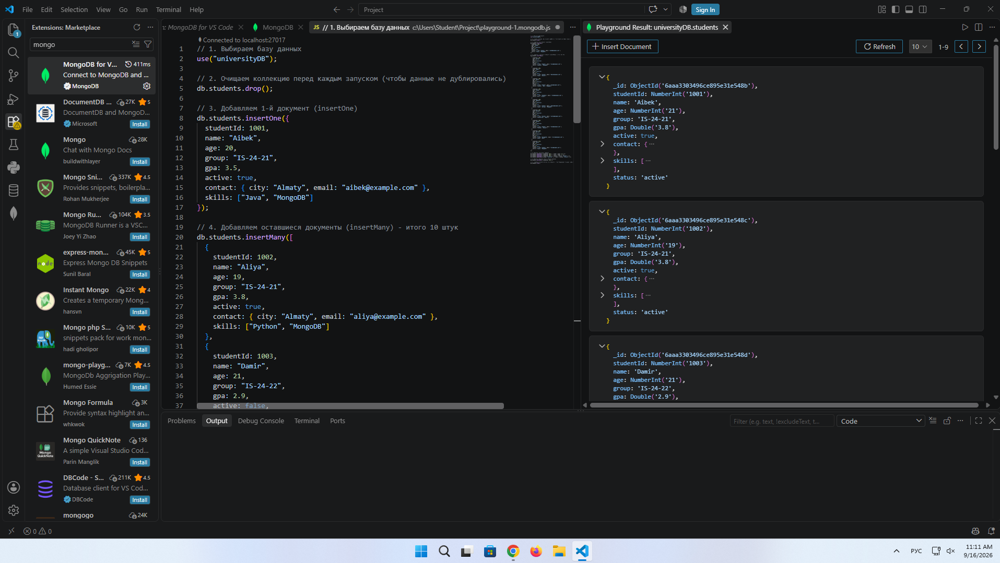 File Edit Selection View Go Run Terminal Help
Project
Sign In
Extensions: Marketplace
mongo
MongoDB for V... 411ms
Connect to MongoDB and ...
MongoDB
DocumentDB ... 27K 5
DocumentDB and MongoD...
Microsoft Install
Mongo 28K
Chat with Mongo Docs
buildwithlayer Install
Mongo Sni... 337K 4.5
Provides snippets, boilerpla...
Rohan Mukherjee Install
Mongo Ru... 104K 3.5
MongoDB Runner is a VSC...
Joey Yi Zhao Install
express-mon... 45K 5
Express Mongo DB Snippets
Sunil Baral Install
Instant Mongo 22K 4
Creates a temporary Mong...
hansvn Install
Mongo php S... 10K 5
snippets pack for work mon...
hadi gholipor Install
mongo-playg... 7K 4.5
MongoDb Aggrigation Play...
Humed Essie Install
Mongo Formula 3K
Provide syntax highlight an...
whkwok Install
Mongo QuickNote 136
A simple Visual Studio Cod...
Parin Manglik Install
DBCode - S... 211K 4.5
Database client for VS Cod...
DBCode Install
mongogo 24K
: MongoDB for VS Code MongoDB JS // 1. Выбираем базу данных c:\Users\Student\Project\playground-1.mongodb.js
Connected to localhost:27017
1 // 1. Выбираем базу данных
2 use("universityDB");
3
4 // 2. Очищаем коллекцию перед каждым запуском (чтобы данные не дублировались)
5 db.students.drop();
6
7 // 3. Добавляем 1-й документ (insertOne)
8 db.students.insertOne({
9 studentId: 1001,
10 name: "Aibek",
11 age: 20,
12 group: "IS-24-21",
13 gpa: 3.5,
14 active: true,
15 contact: { city: "Almaty", email: "aibek@example.com" },
16 skills: ["Java", "MongoDB"]
17 });
18
19 // 4. Добавляем оставшиеся документы (insertMany) - итого 10 штук
20 db.students.insertMany([
21 {
22 studentId: 1002,
23 name: "Aliya",
24 age: 19,
25 group: "IS-24-21",
26 gpa: 3.8,
27 active: true,
28 contact: { city: "Almaty", email: "aliya@example.com" },
29 skills: ["Python", "MongoDB"]
30 },
31 {
32 studentId: 1003,
33 name: "Damir",
34 age: 21,
35 group: "IS-24-22",
36 gpa: 2.9,
37 active: false,
Playground Result: universityDB.students
Insert Document Refresh 10 1-9
{
_id: ObjectId('6aaa3303496ce895e31e548b'),
studentId: NumberInt('1001'),
name: 'Aibek',
age: NumberInt('21'),
group: 'IS-24-21',
gpa: Double('3.8'),
active: true,
contact: { ...
},
skills: [ ...
],
status: 'active'
}
{
_id: ObjectId('6aaa3303496ce895e31e548c'),
studentId: NumberInt('1002'),
name: 'Aliya',
age: NumberInt('19'),
group: 'IS-24-21',
gpa: Double('3.8'),
active: true,
contact: { ...
},
skills: [ ...
],
status: 'active'
}
{
_id: ObjectId('6aaa3303496ce895e31e548d'),
studentId: NumberInt('1003'),
name: 'Damir',
age: NumberInt('21'),
group: 'IS-24-22',
gpa: Double('2.9'),
Problems Output Debug Console Terminal Ports
Filter (e.g. text, !excludeText, t... Code
0 0
РУС
11:11 AM
9/16/2026